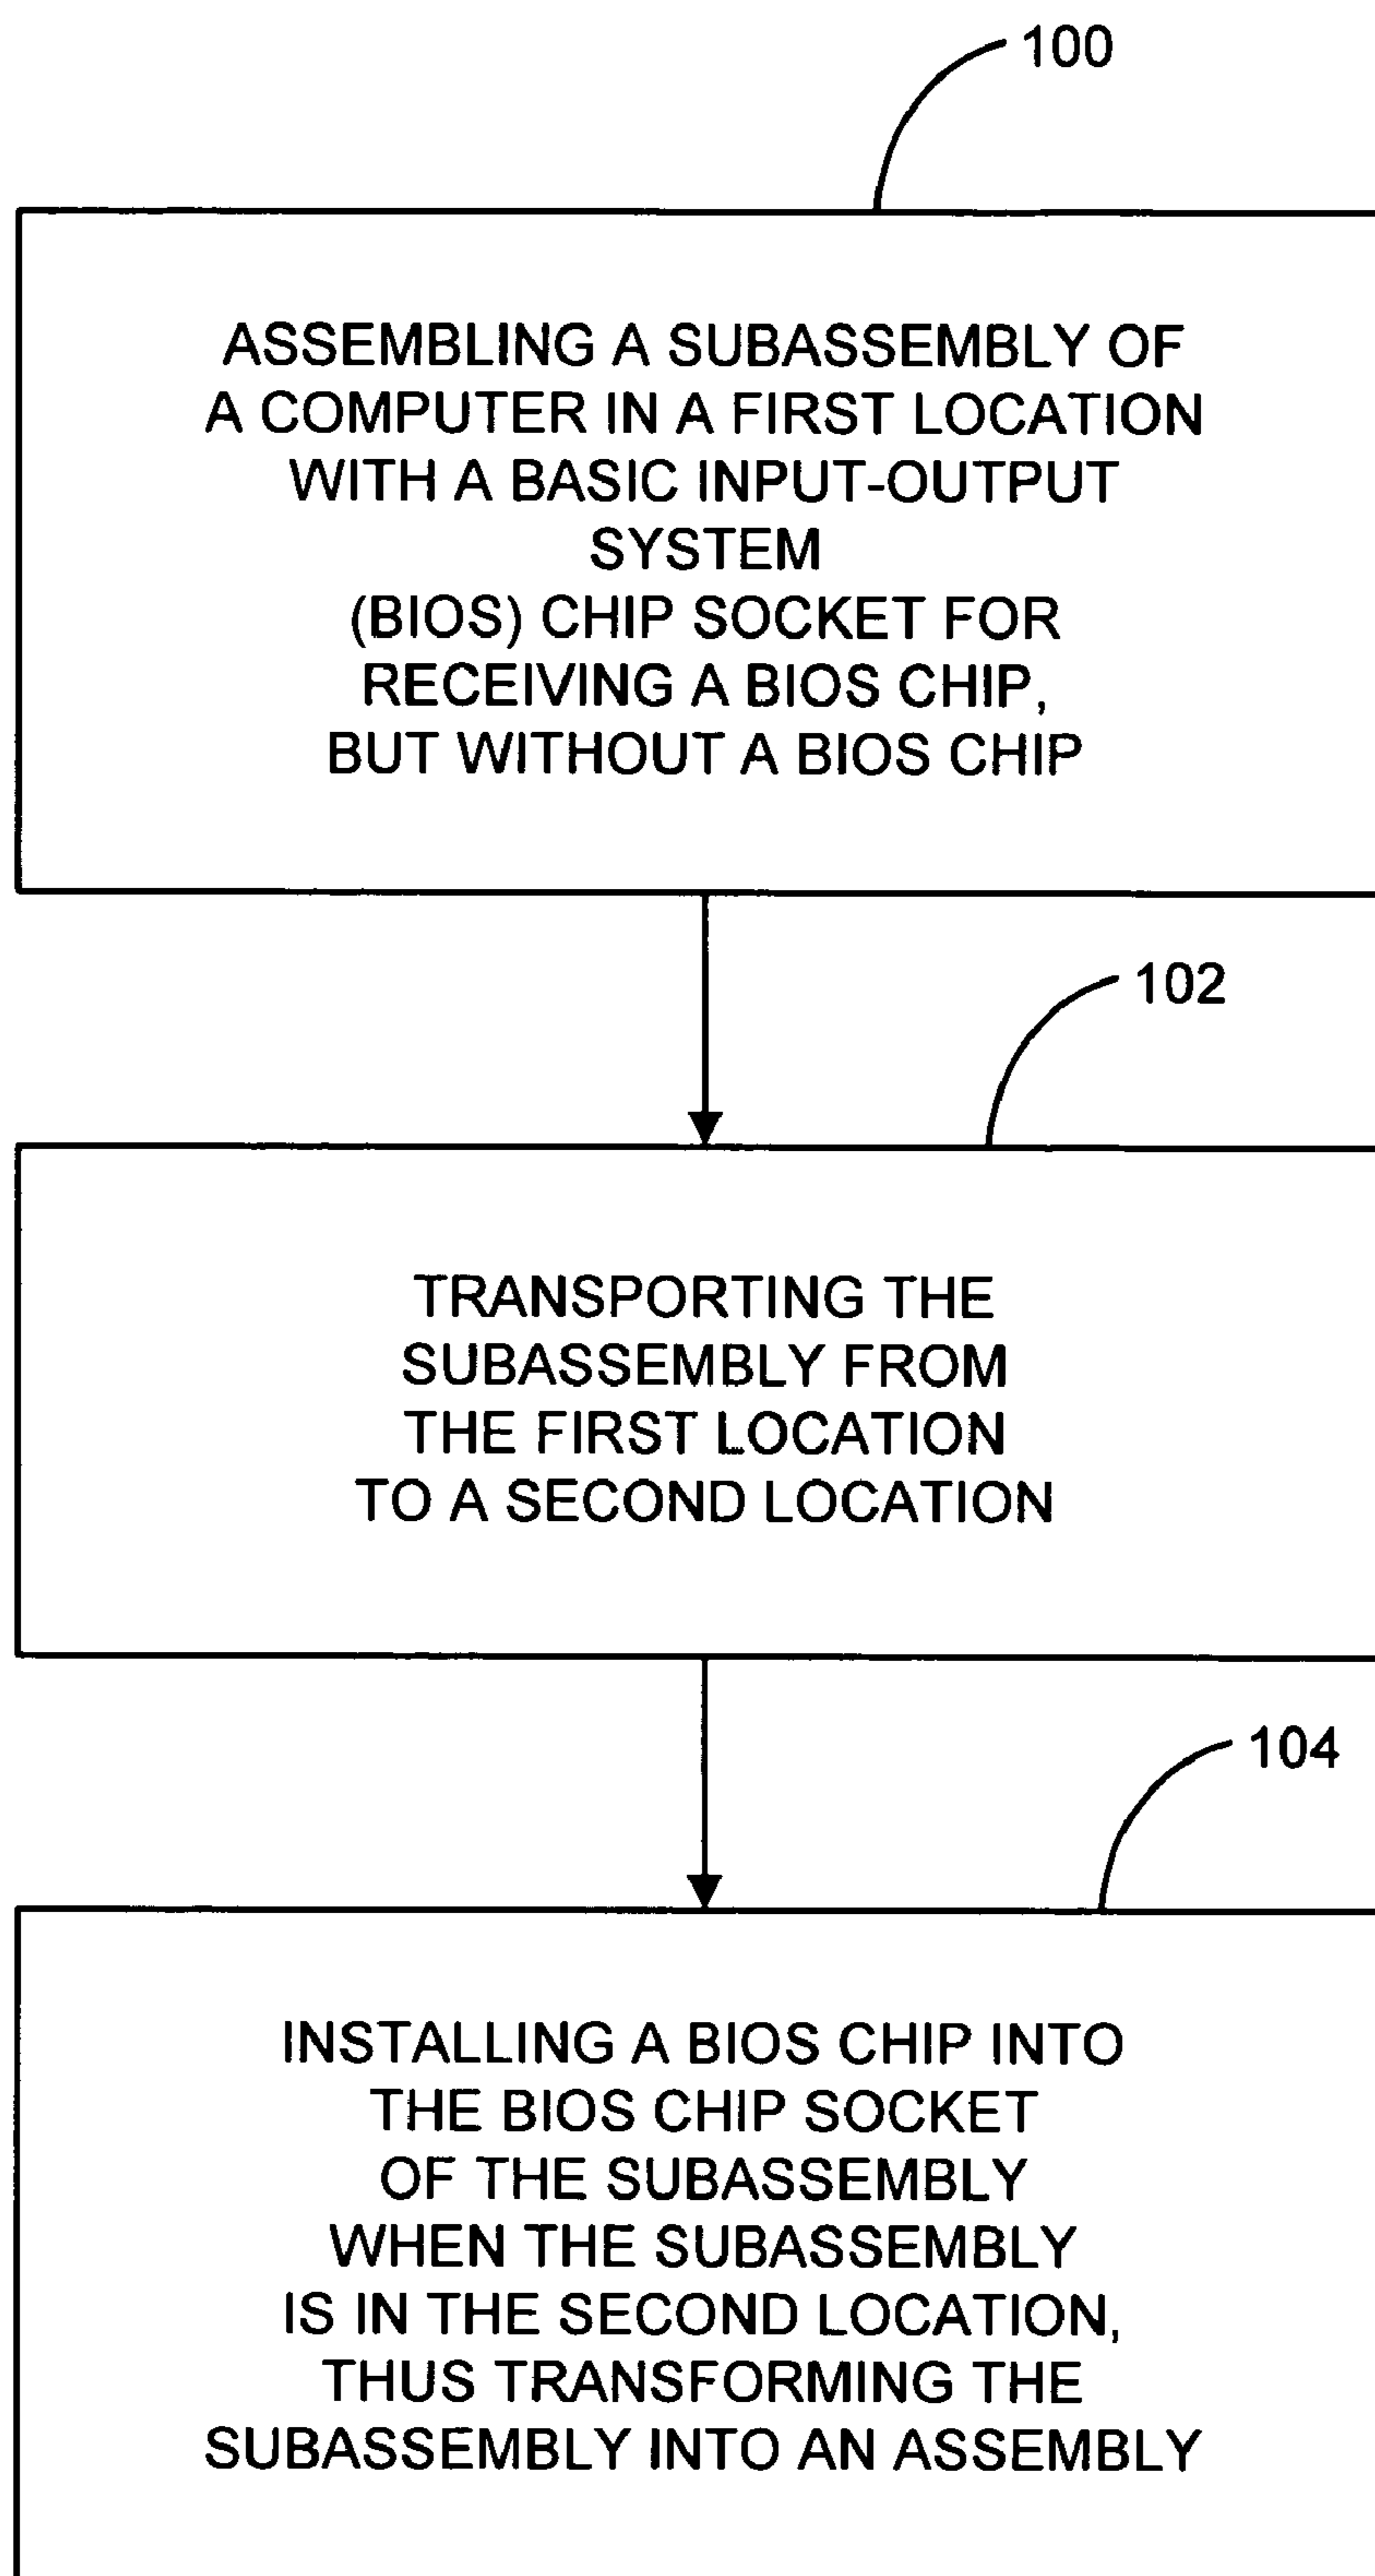 100
ASSEMBLING A SUBASSEMBLY OF
A COMPUTER IN A FIRST LOCATION
WITH A BASIC INPUT-OUTPUT
SYSTEM
(BIOS) CHIP SOCKET FOR
RECEIVING A BIOS CHIP,
BUT WITHOUT A BIOS CHIP
102
TRANSPORTING THE
SUBASSEMBLY FROM
THE FIRST LOCATION
TO A SECOND LOCATION
104
INSTALLING A BIOS CHIP INTO
THE BIOS CHIP SOCKET
OF THE SUBASSEMBLY
WHEN THE SUBASSEMBLY
IS IN THE SECOND LOCATION,
THUS TRANSFORMING THE
SUBASSEMBLY INTO AN ASSEMBLY